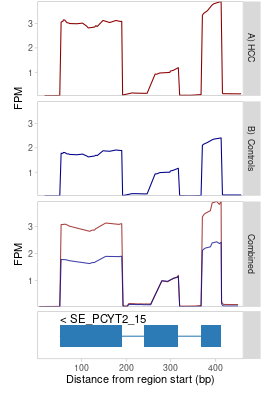 3
2
1
A) HCC
FPM
3
2
1
B) Controls
3
2
1
FPM
Combined
< SE_PCYT2_15
100 200 300 400
Distance from region start (bp)